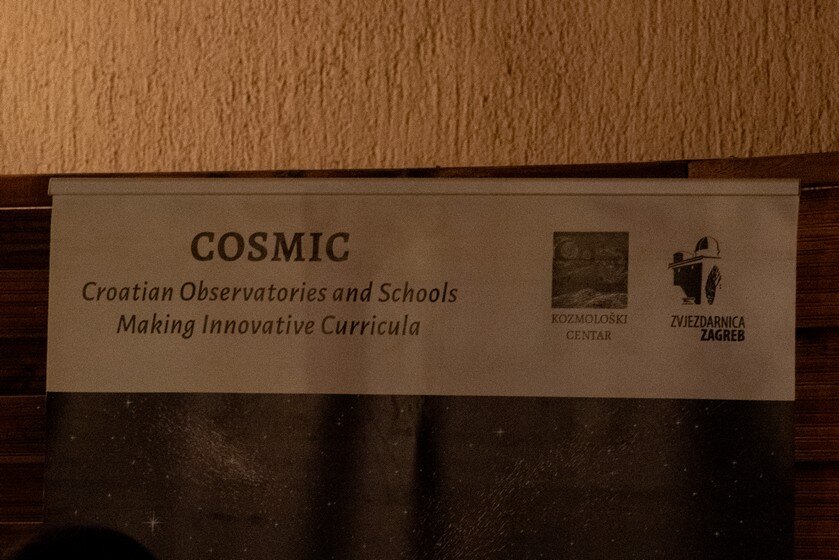 COSMIC
Croatian Observatories and Schools
Making Innovative Curricula
KOZMOLOŠKI
CENTAR
ZVJEZDARNICA
ZAGREB